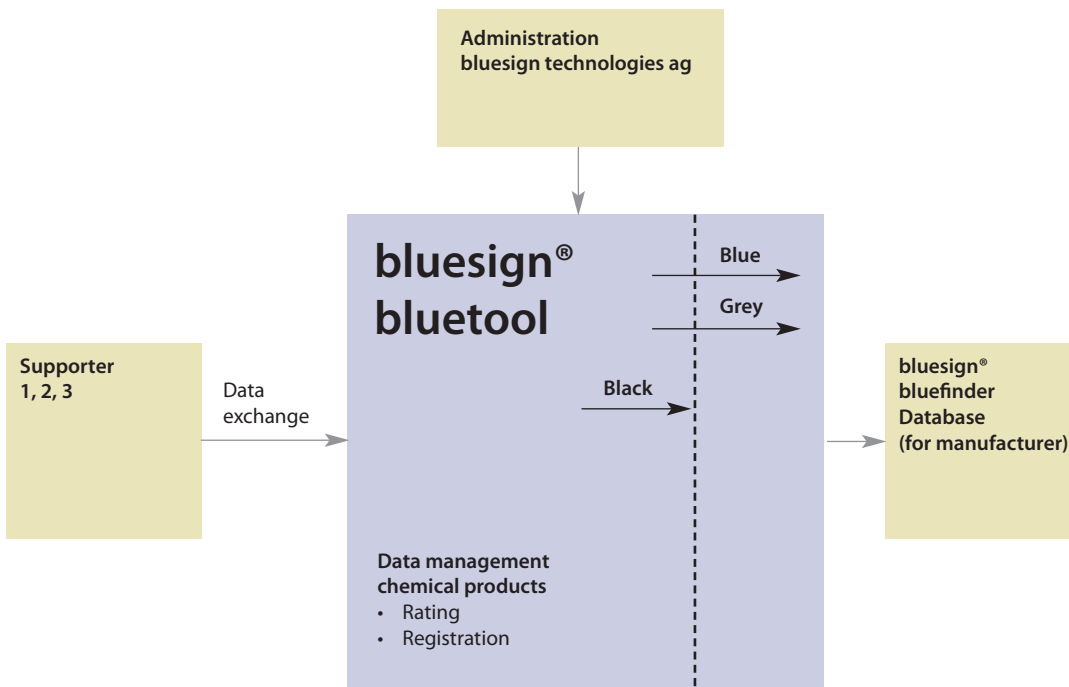 Administration
bluesign technologies ag
bluesign®
bluetool
Blue
Grey
Black
Supporter
1, 2, 3
Data
exchange
bluesign®
bluefinder
Database
(for manufacturer)
Data management
chemical products
• Rating
• Registration